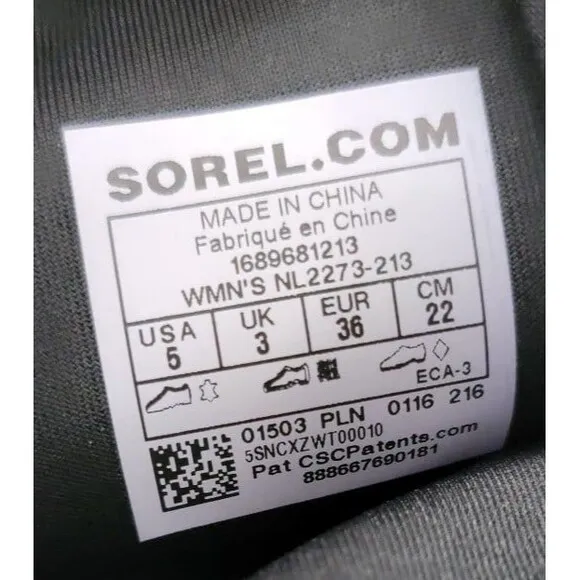 SOREL.COM
MADE IN CHINA
Fabriqué en Chine
1689681213
WMN'S NL2273-213
USA UK EUR CM
5 3 36 22
ECA-3
01503 PLN 0116 216
5SNCXZWT00010
Pat CSCPatents.com
888667690181